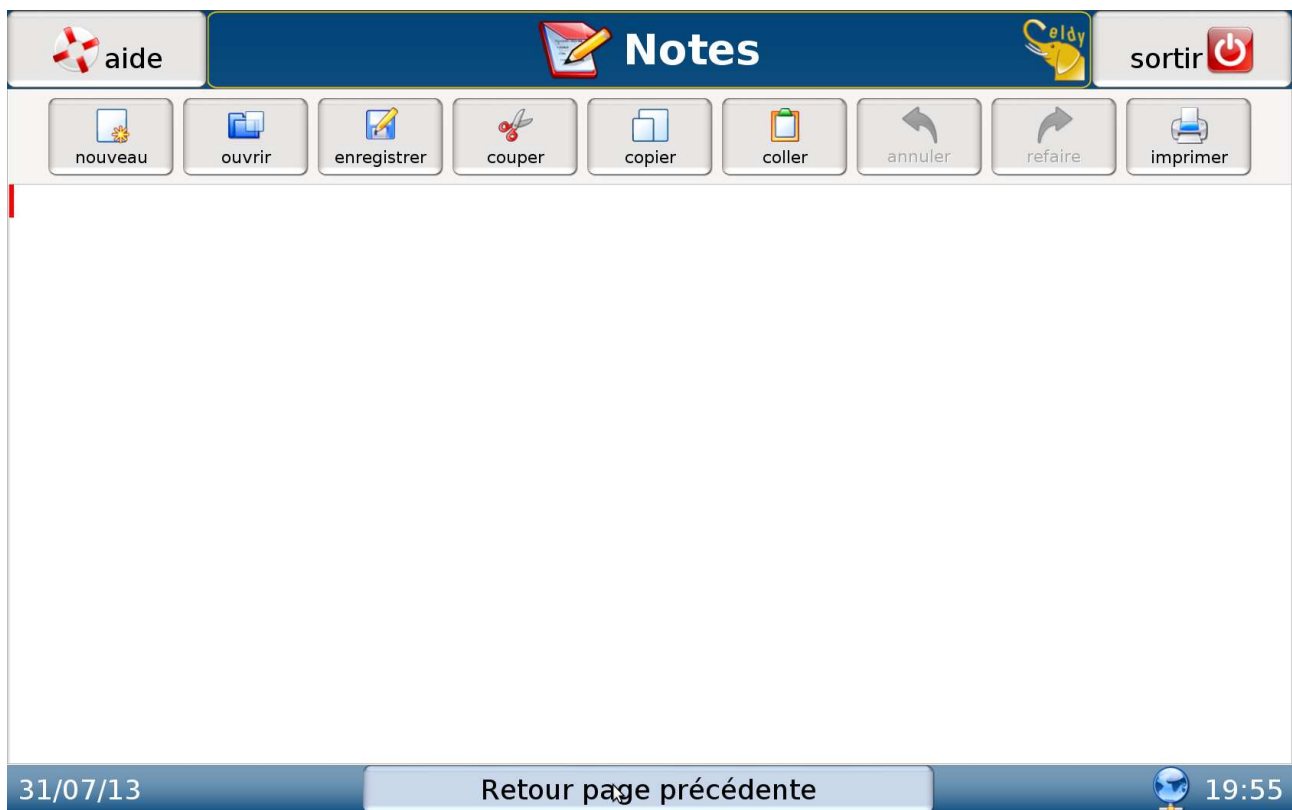 aide
Notes
eldy
sortir
nouveau
ouvrir
enregistrer
couper
copier
coller
annuler
refaire
imprimer
31/07/13
Retour page précédente
19:55